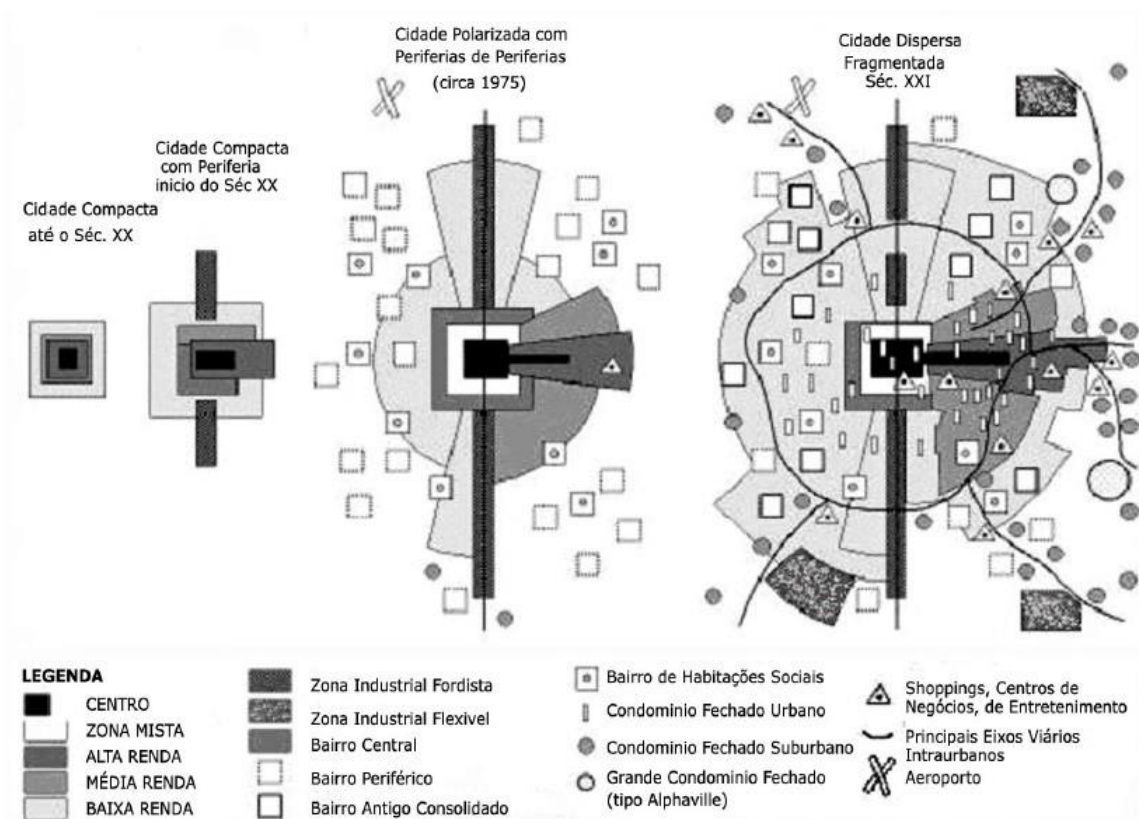 Cidade Compacta
até o Séc. XX
Cidade Compacta
com Periferia
inicio do Séc XX
Cidade Polarizada com
Periferias de Periferias
(circa 1975)
Cidade Dispersa
Fragmentada
Séc. XXI
LEGENDA
CENTRO
ZONA MISTA
ALTA RENDA
MÉDIA RENDA
BAIXA RENDA
Zona Industrial Fordista
Zona Industrial Flexivel
Bairro Central
Bairro Periférico
Bairro Antigo Consolidado
Bairro de Habitações Sociais
Condominio Fechado Urbano
Condominio Fechado Suburbano
Grande Condominio Fechado
(tipo Alphaville)
Shoppings, Centros de
Negócios, de Entretenimento
Principais Eixos Viários
Intraurbanos
Aeroporto